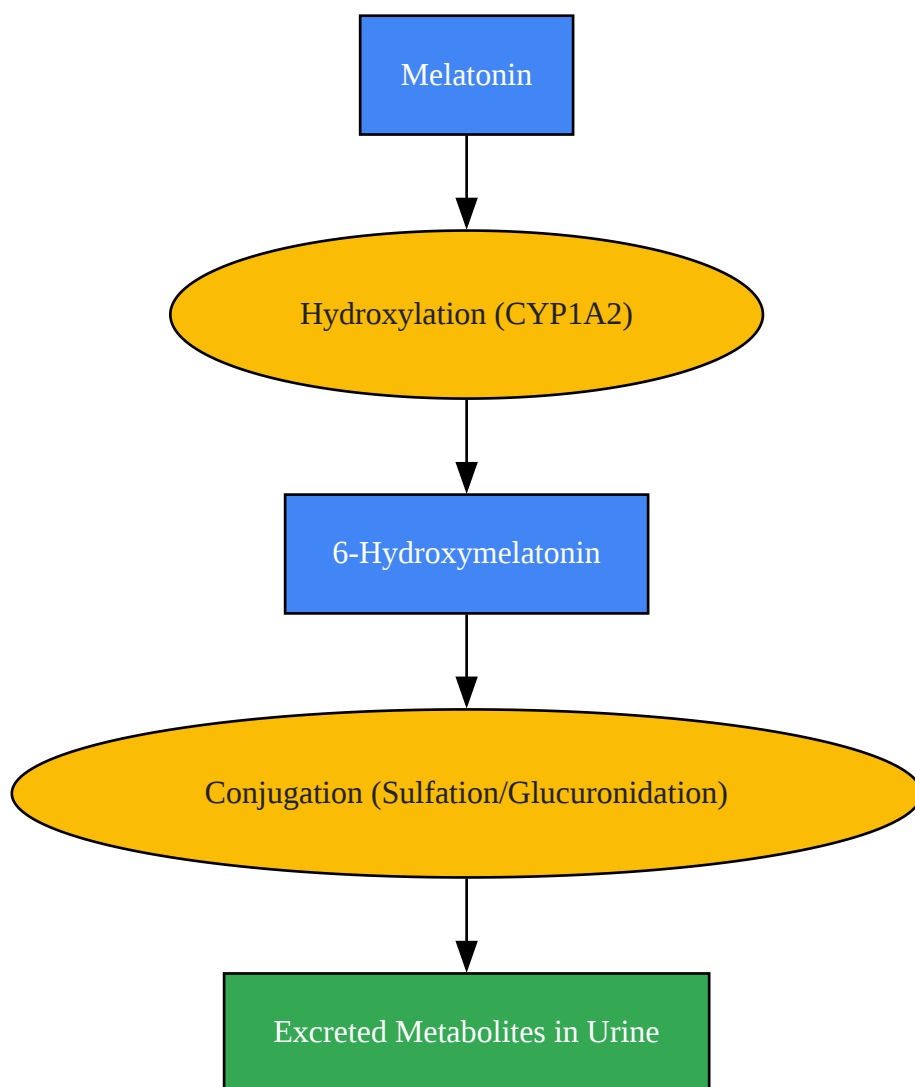 Melatonin
Hydroxylation (CYP1A2)
6-Hydroxymelatonin
Conjugation (Sulfation/Glucuronidation)
Excreted Metabolites in Urine